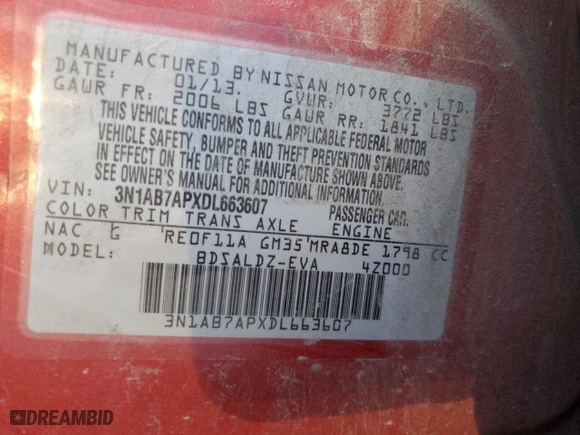 MANUFACTURED BY NISSAN MOTOR CO., LTD.
DATE: 01/13. GVWR: 3772 LBS
GAWR FR: 2006 LBS GAWR RR: 1841 LBS
THIS VEHICLE CONFORMS TO ALL APPLICABLE FEDERAL MOTOR
VEHICLE SAFETY, BUMPER AND THEFT PREVENTION STANDARDS
IN EFFECT ON THE DATE OF MANUFACTURE SHOWN ABOVE.
SEE OWNER'S MANUAL FOR ADDITIONAL INFORMATION.
VIN: 3N1AB7APXDL663607 PASSENGER CAR.
COLOR TRIM TRANS AXLE ENGINE
NAC G RE0F11A GM35 MRA8DE 1798 CC
MODEL: BDSALDZ-EVA 4Z000
3N1AB7APXDL663607
DREAMBID